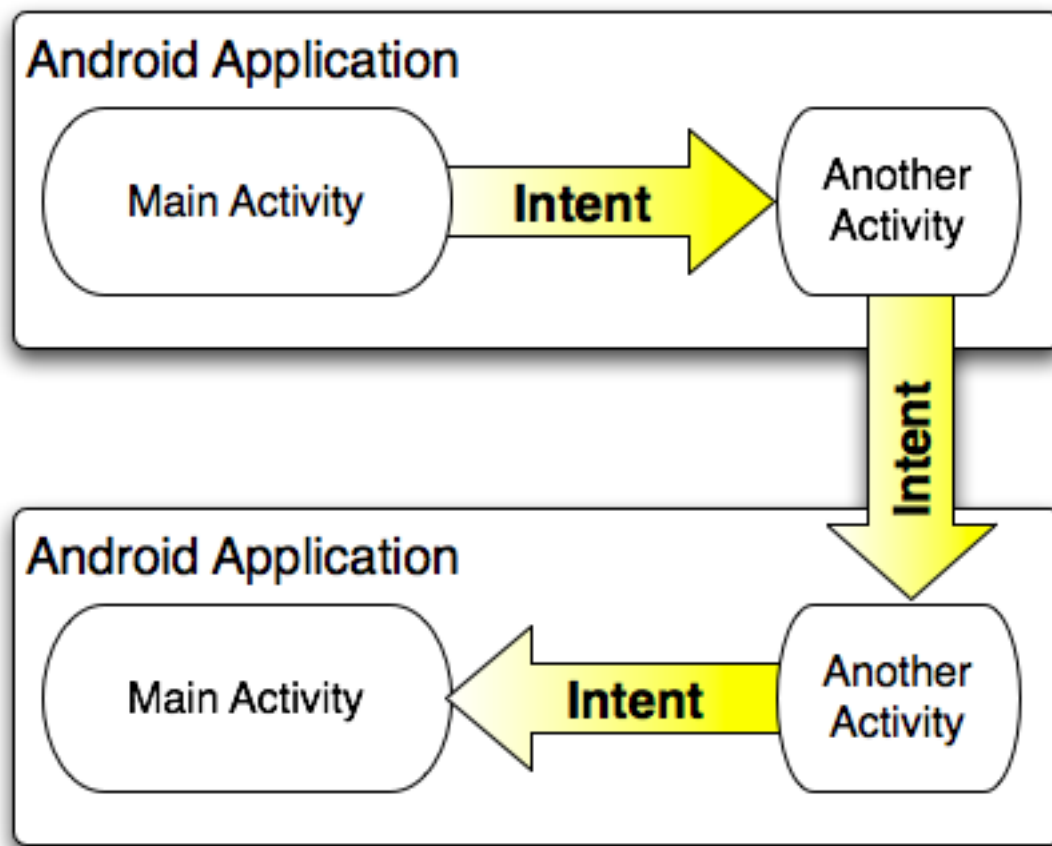 Android Application
Main Activity
Intent
Another
Activity
Intent
Android Application
Main Activity
Intent
Another
Activity